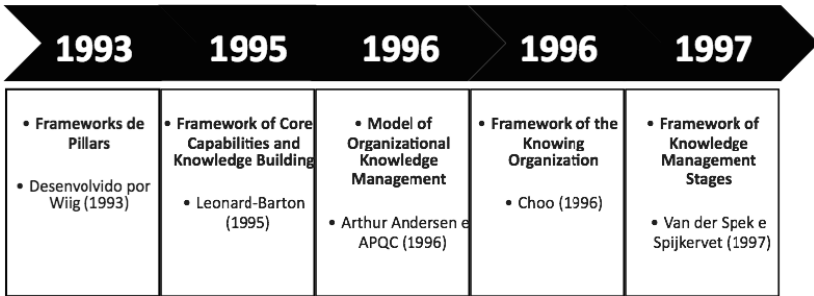 1993
1995
1996
1996
1997
• Frameworks de
Pillars
• Desenvolvido por
Wiig (1993)
• Framework of Core
Capabilities and
Knowledge Building
• Leonard-Barton
(1995)
• Model of
Organizational
Knowledge
Management
• Arthur Andersen e
APQC (1996)
• Framework of the
Knowing
Organization
• Choo (1996)
• Framework of
Knowledge
Management
Stages
• Van der Spek e
Spijkervet (1997)